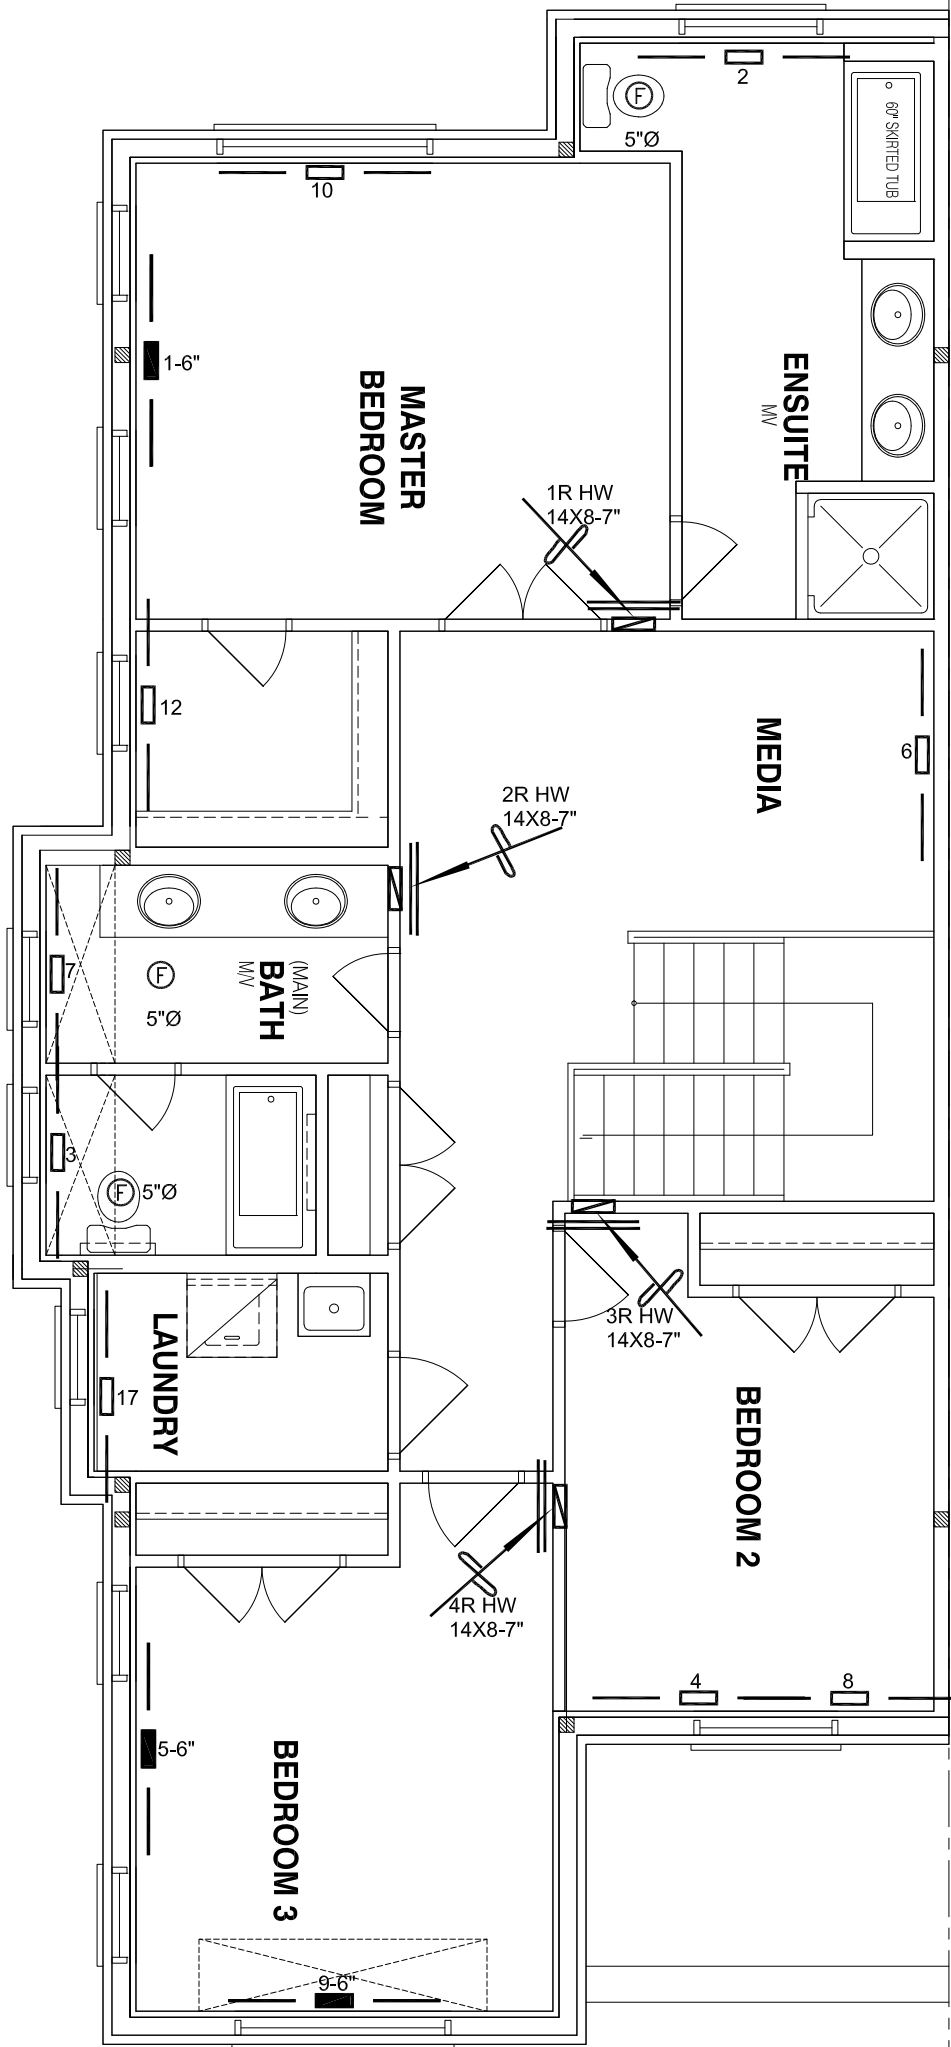 2
5"Ø
F
60" SKIRTED TUB
10
1-6"
MASTER
BEDROOM
ENSUITE
MV
1R HW
14X8-7"
12
MEDIA
6
2R HW
14X8-7"
7
F
5"Ø
(MAIN)
BATH
MV
3
F
5"Ø
3R HW
14X8-7"
LAUNDRY
17
BEDROOM 2
4R HW
14X8-7"
4
8
5-6"
BEDROOM 3
9-6"